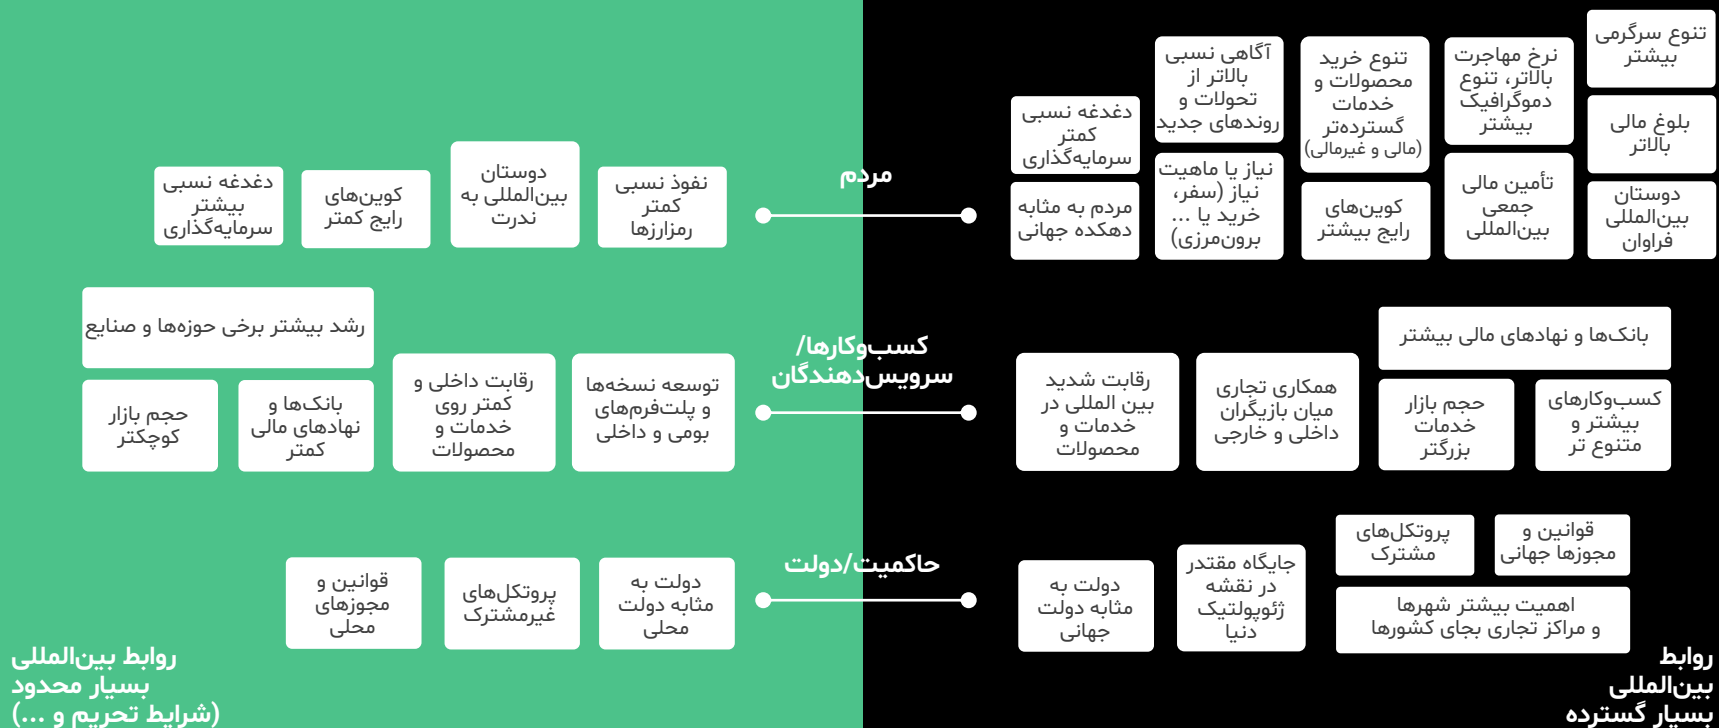 تنوع سرگرمی
بیشتر
بلوغ مالی
بالاتر
دوستان
بین‌المللی
فراوان
نرخ مهاجرت
بالاتر، تنوع
دموگرافیک
بیشتر
تأمین مالی
جمعی
بین‌المللی
تنوع خرید
محصولات و
خدمات
گسترده‌تر
(مالی و غیرمالی)
کوین‌های
رایج بیشتر
آگاهی نسبی
بالاتر از
تحولات و
روندهای جدید
نیاز یا ماهیت
نیاز (سفر،
خرید یا ...
برون‌مرزی)
دغدغه نسبی
کمتر
سرمایه‌گذاری
مردم به مثابه
دهکده جهانی
مردم
نفوذ نسبی
کمتر
رمزارزها
دوستان
بین‌المللی به
ندرت
کوین‌های
رایج کمتر
دغدغه نسبی
بیشتر
سرمایه‌گذاری
بانک‌ها و نهادهای مالی بیشتر
کسب‌وکارهای
بیشتر و
متنوع تر
حجم بازار
خدمات
بزرگتر
همکاری تجاری
میان بازیگران
داخلی و خارجی
رقابت شدید
بین المللی در
خدمات و
محصولات
کسب‌وکارها/
سرویس‌دهندگان
توسعه نسخه‌ها
و پلت‌فرم‌های
بومی و داخلی
رقابت داخلی و
کمتر روی
خدمات و
محصولات
رشد بیشتر برخی حوزه‌ها و صنایع
بانک‌ها و
نهادهای مالی
کمتر
حجم بازار
کوچکتر
قوانین و
مجوزها جهانی
پروتکل‌های
مشترک
اهمیت بیشتر شهرها
و مراکز تجاری بجای کشورها
جایگاه مقتدر
در نقشه
ژئوپولتیک
دنیا
دولت به
مثابه دولت
جهانی
حاکمیت/دولت
دولت به
مثابه دولت
محلی
پروتکل‌های
غیرمشترک
قوانین و
مجوزهای
محلی
روابط
بین‌المللی
بسیار گسترده
روابط بین‌المللی
بسیار محدود
(شرایط تحریم و ...)